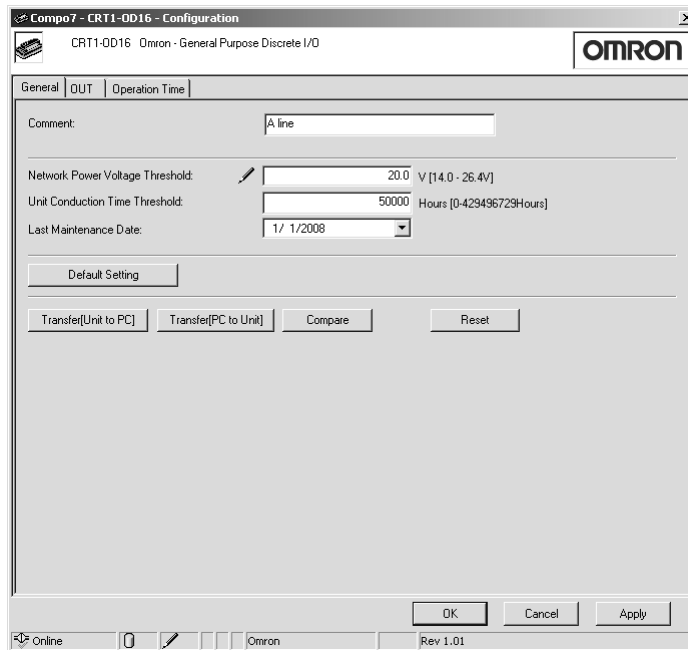 Compo7 - CRT1-OD16 - Configuration
CRT1-OD16 Omron - General Purpose Discrete I/O
OMRON
General OUT Operation Time
Comment: A line
Network Power Voltage Threshold: 20.0 V [14.0 - 26.4V]
Unit Conduction Time Threshold: 50000 Hours [0-429496729Hours]
Last Maintenance Date: 1/ 1/2008
Default Setting
Transfer[Unit to PC] Transfer[PC to Unit] Compare Reset
OK Cancel Apply
Online Omron Rev 1.01